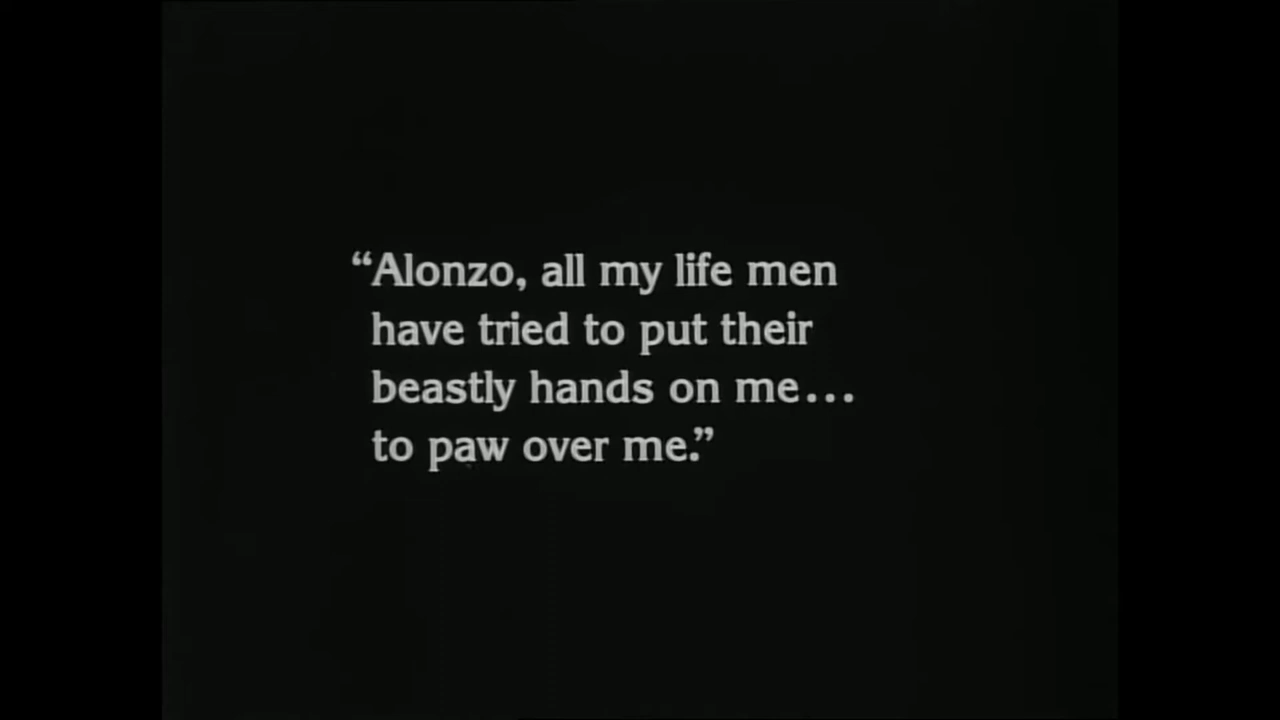 “Alonzo, all my life men
have tried to put their
beastly hands on me...
to paw over me.”